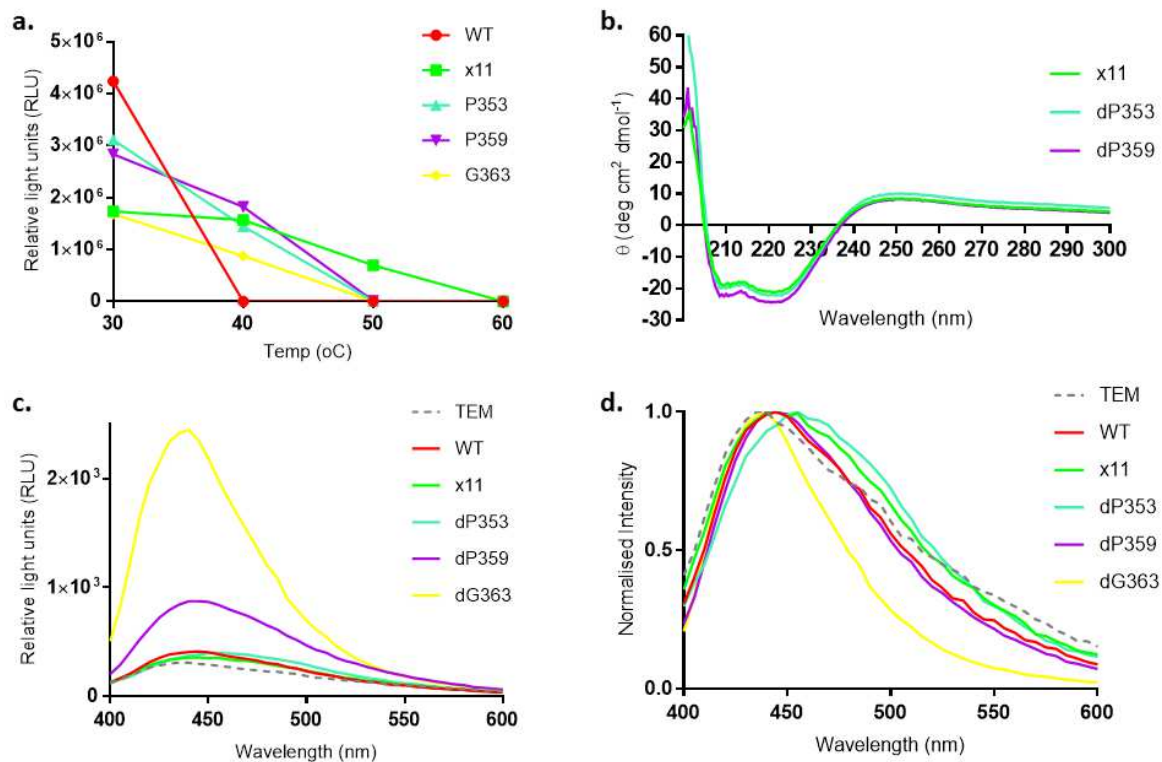 a.
Relative light units (RLU)
5×10⁶
4×10⁶
3×10⁶
2×10⁶
1×10⁶
0
30 40 50 60
Temp (oC)
WT
x11
P353
P359
G363
b.
θ (deg cm² dmol⁻¹)
60
50
40
30
20
10
0
-10
-20
-30
210 220 230 240 250 260 270 280 290 300
Wavelength (nm)
x11
dP353
dP359
c.
Relative light units (RLU)
2×10³
1×10³
0
400 450 500 550 600
Wavelength (nm)
TEM
WT
x11
dP353
dP359
dG363
d.
Normalised Intensity
1.0
0.5
0.0
400 450 500 550 600
Wavelength (nm)
TEM
WT
x11
dP353
dP359
dG363